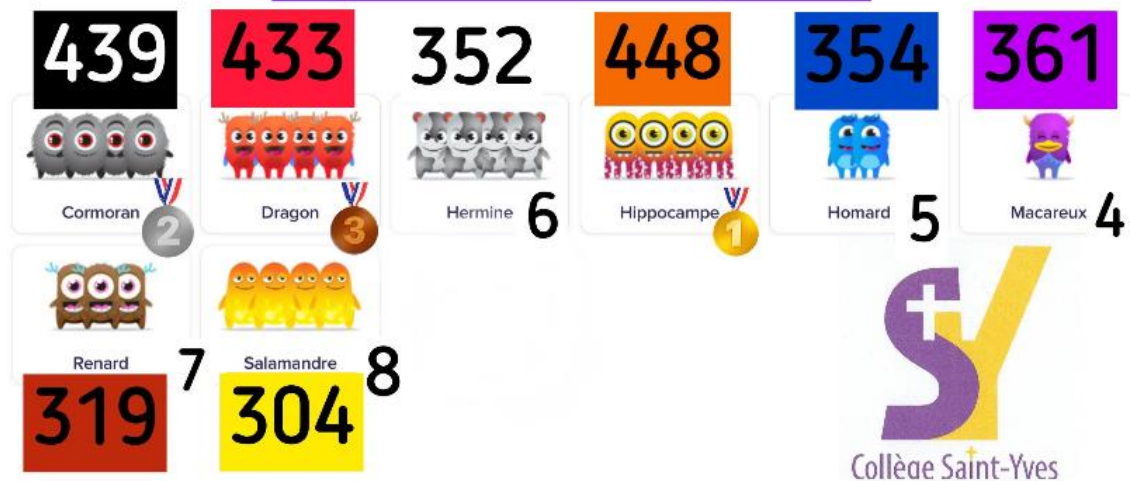 439 433 352 448 354 361
Cormoran 2 Dragon 3 Hermine 6 Hippocampe 1 Homard 5 Macareux 4
Renard 7 Salamandre 8
319 304
SY
Collège Saint-Yves